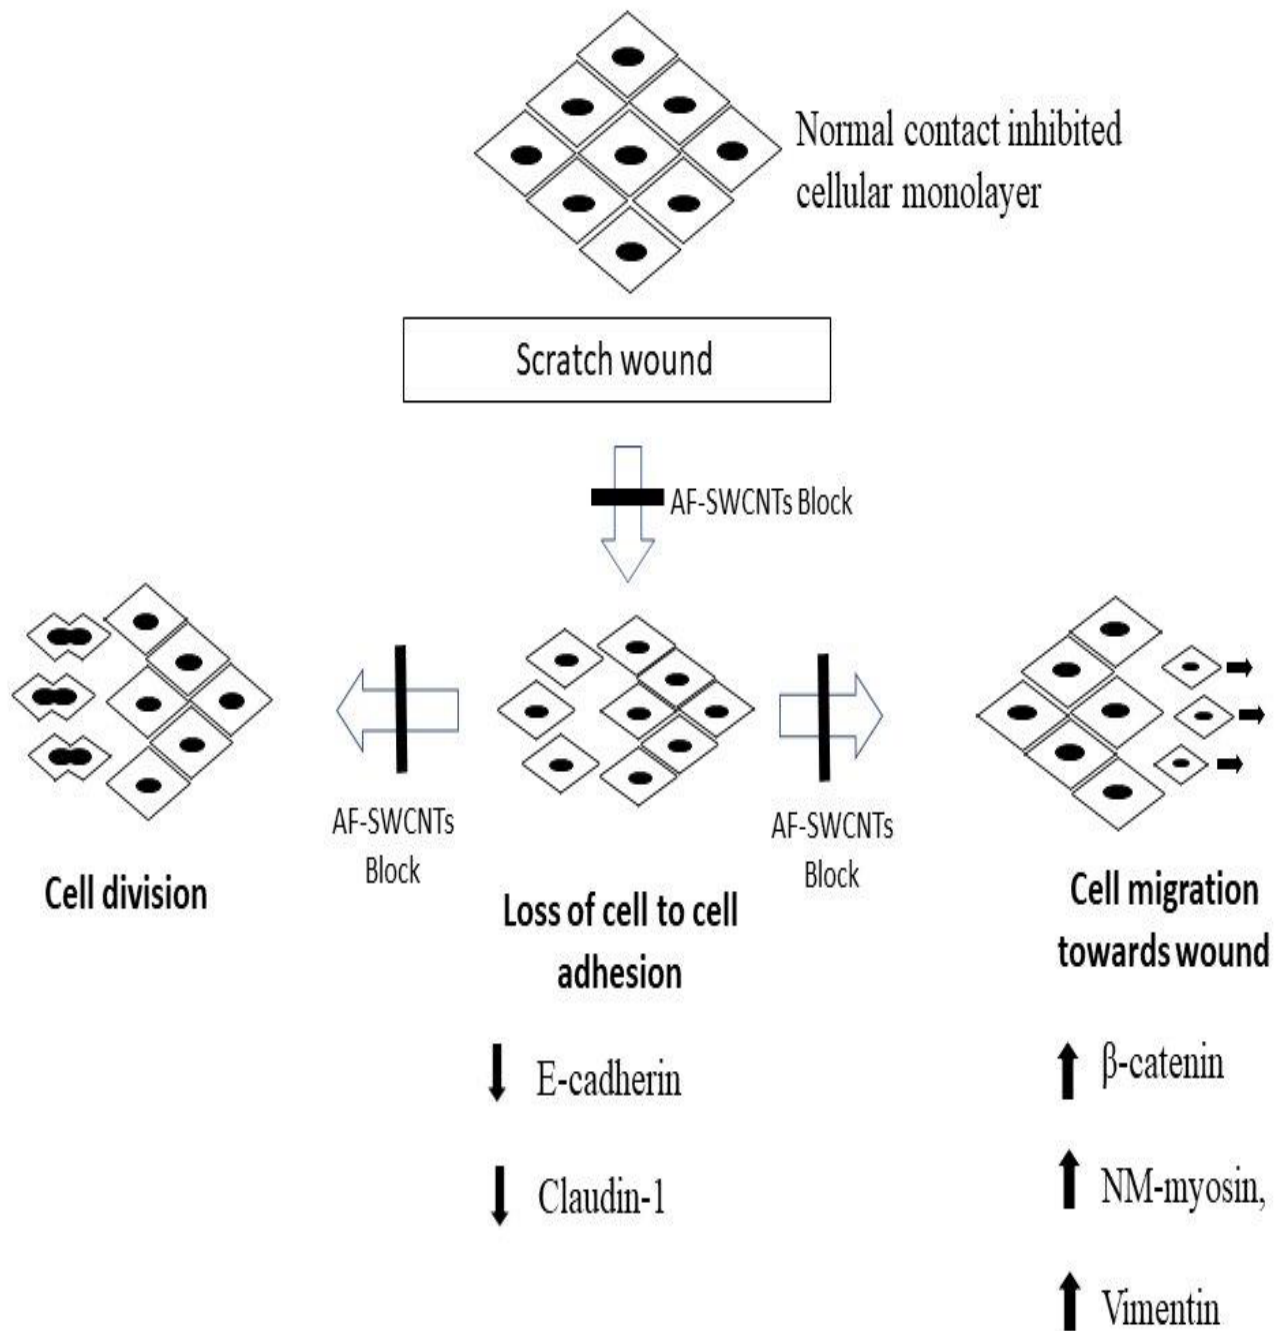 Normal contact inhibited
cellular monolayer
Scratch wound
AF-SWCNTs Block
AF-SWCNTs
Block
AF-SWCNTs
Block
Cell division
Loss of cell to cell
adhesion
Cell migration
towards wound
E-cadherin
Claudin-1
β-catenin
NM-myosin,
Vimentin